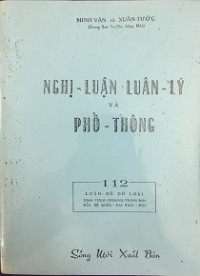 MINH-VĂN và XUÂN-TƯỚC
NGHỊ-LUẬN LUÂN-LÝ
VÀ
PHỔ-THÔNG
112
LUẬN-ĐỀ ĐỦ LOẠI
Sống Mới Xuất Bản